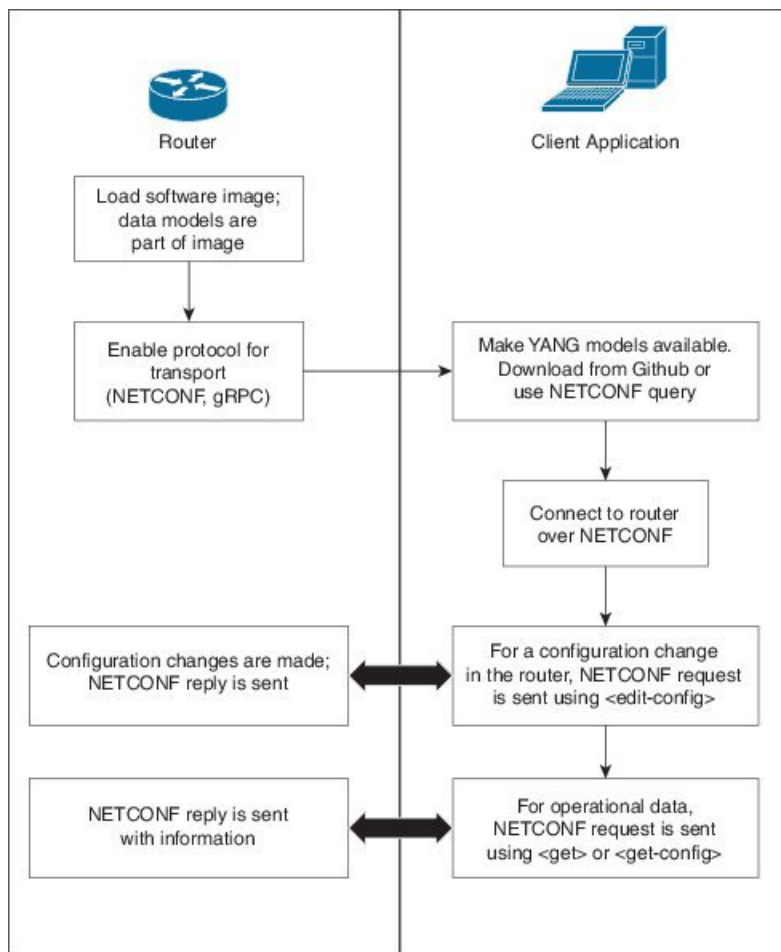 Router
Client Application
Load software image;
data models are
part of image
Enable protocol for
transport
(NETCONF, gRPC)
Make YANG models available.
Download from Github or
use NETCONF query
Connect to router
over NETCONF
Configuration changes are made;
NETCONF reply is sent
For a configuration change
in the router, NETCONF request
is sent using <edit-config>
NETCONF reply is sent
with information
For operational data,
NETCONF request is sent
using <get> or <get-config>